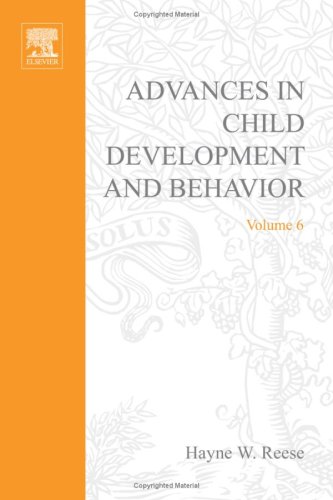 ELSEVIER
ADVANCES IN
CHILD
DEVELOPMENT
AND BEHAVIOR
Volume 6
SOLUS
Hayne W. Reese